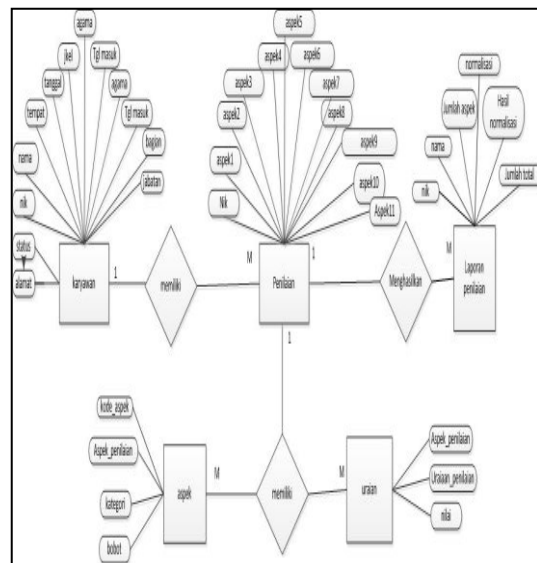 agama
jkel
Tgl masuk
tanggal
agama
tempat
Tgl masuk
nama
bagian
nik
jabatan
status
alamat
karyawan
1
memiliki
M
aspek5
aspek4
aspek6
aspek3
aspek7
aspek2
aspek8
aspek1
aspek9
aspek10
Nik
Aspek11
Penilaian
1
1
Menghasilkan
M
normalisasi
Jumlah aspek
Hasil
normalisasi
nama
Jumlah total
nik
Laporan
penilaian
kode_aspek
Aspek_penilaian
kategori
bobot
aspek
M
memiliki
M
uraian
Aspek_penilaian
Uraiaan_penilaian
nilai